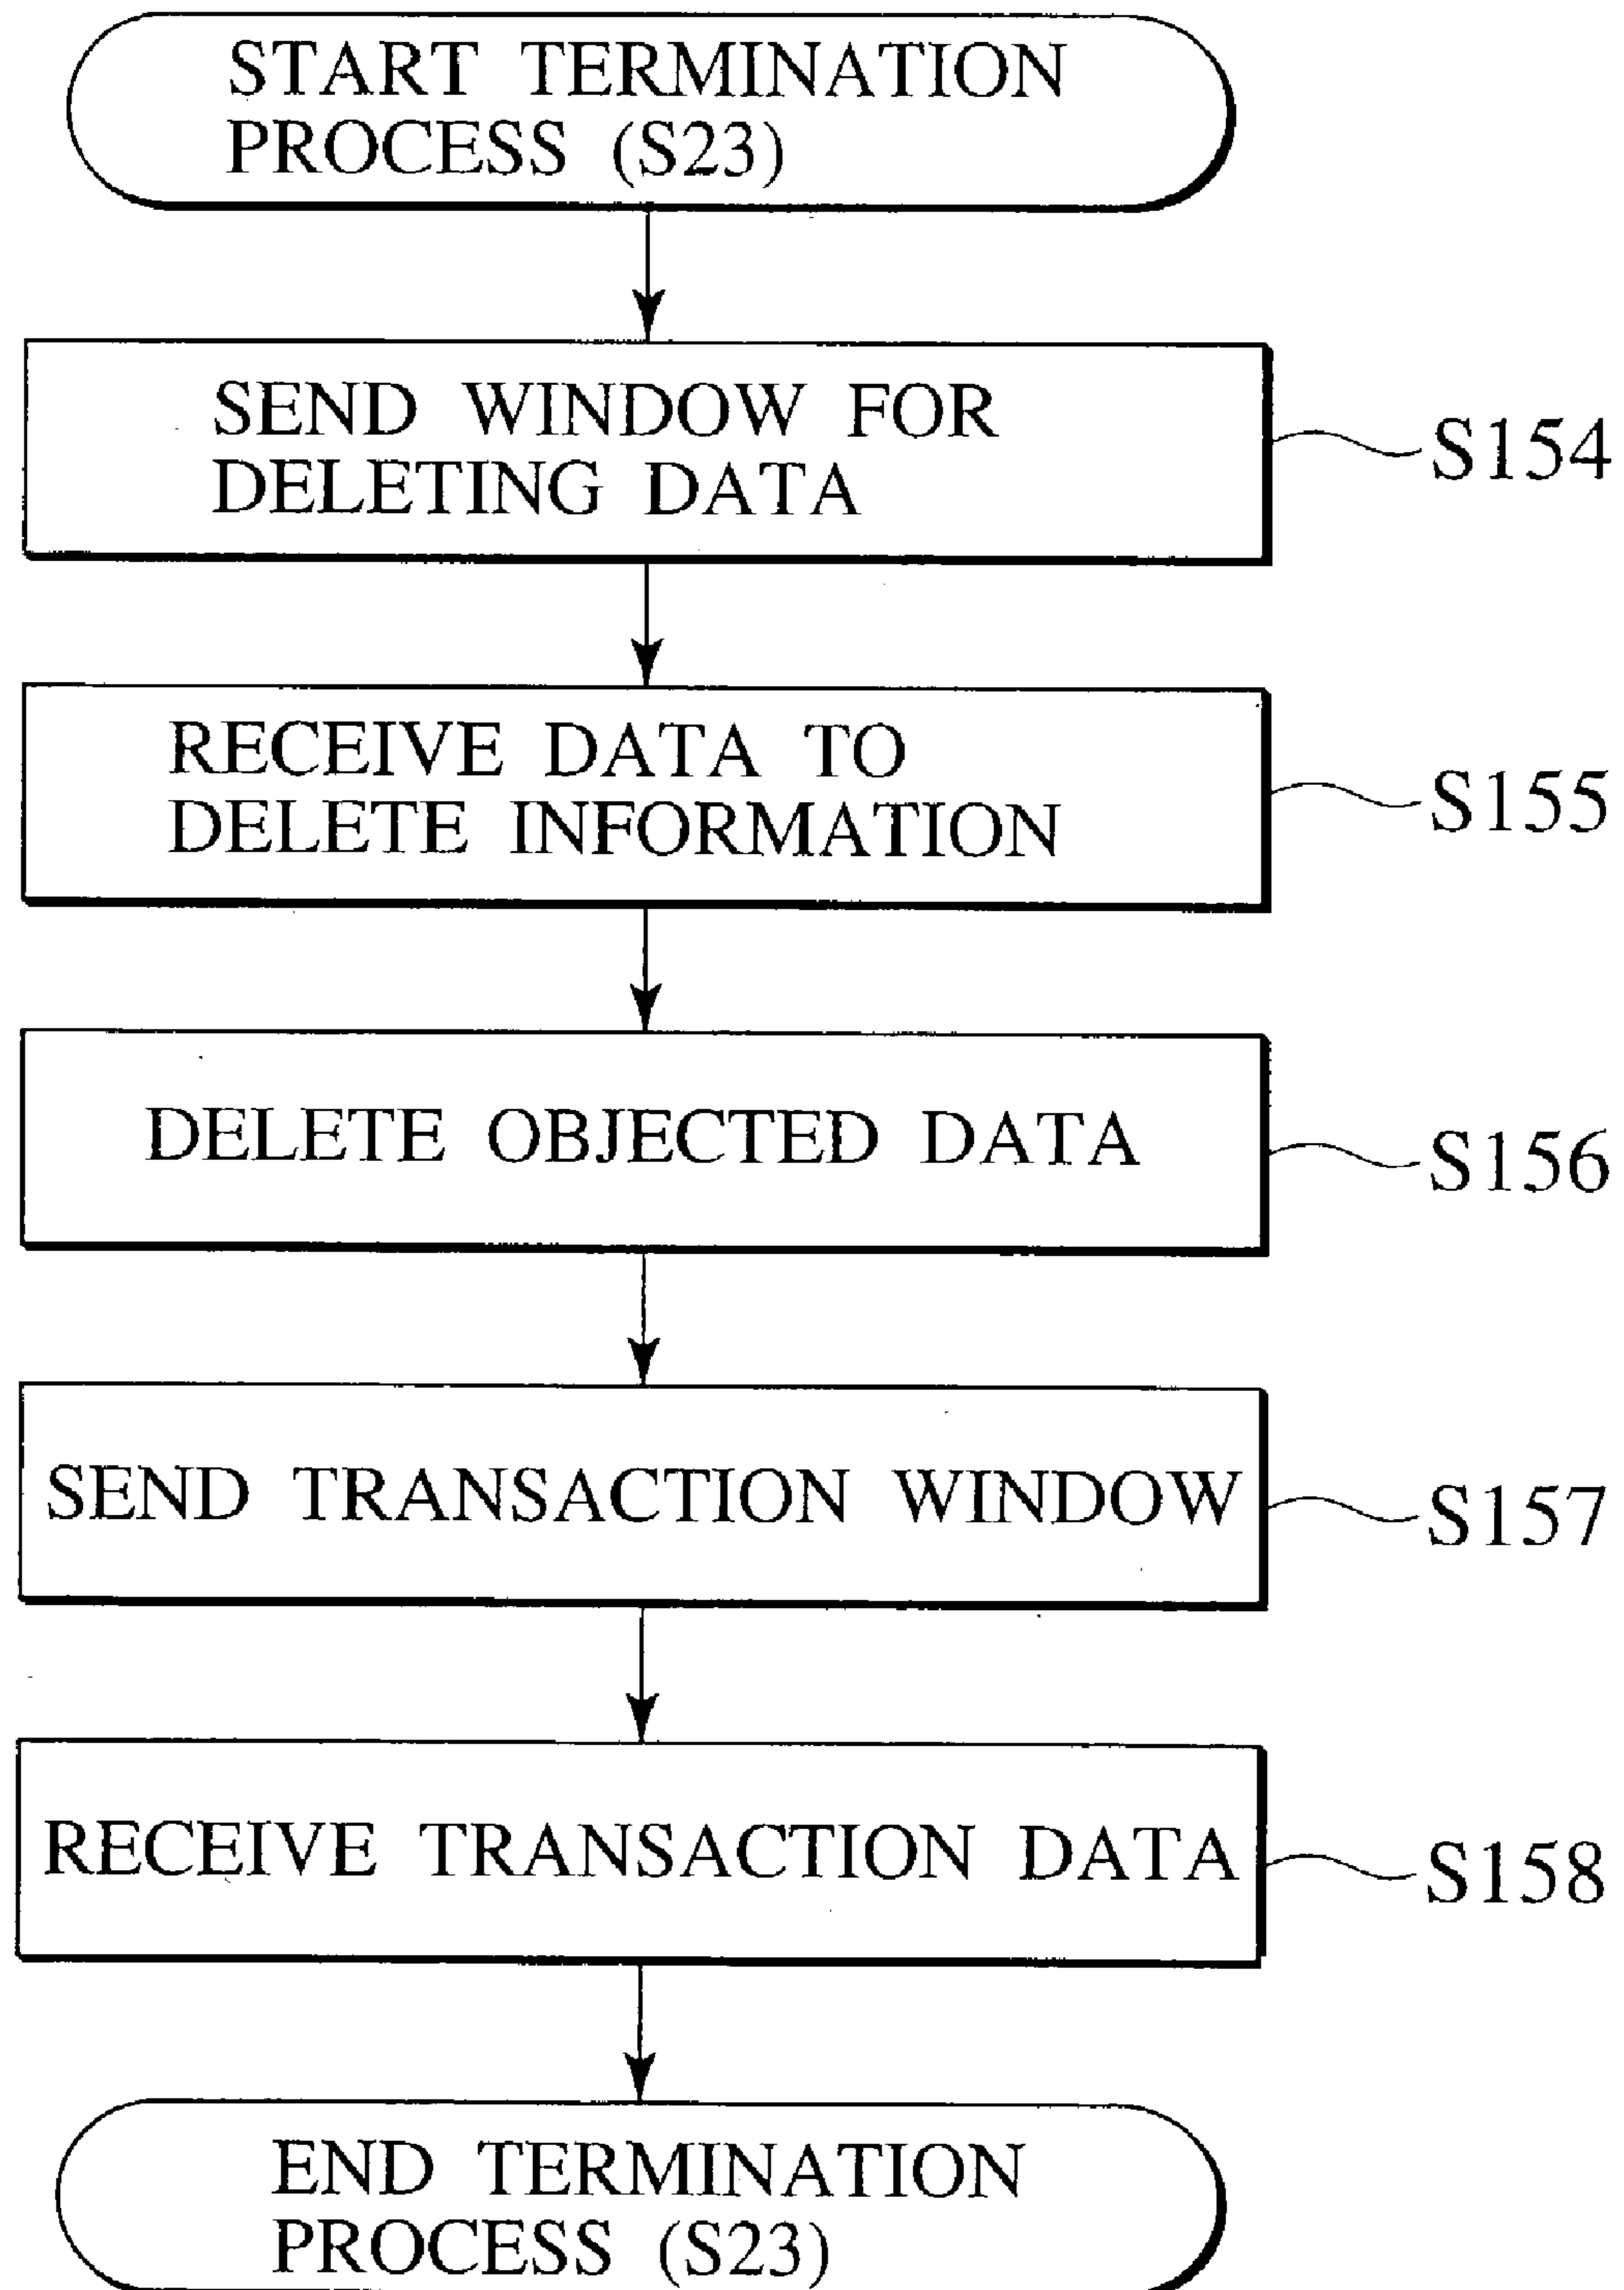 START TERMINATION
PROCESS (S23)
SEND WINDOW FOR
DELETING DATA
S154
RECEIVE DATA TO
DELETE INFORMATION
S155
DELETE OBJECTED DATA
S156
SEND TRANSACTION WINDOW
S157
RECEIVE TRANSACTION DATA
S158
END TERMINATION
PROCESS (S23)